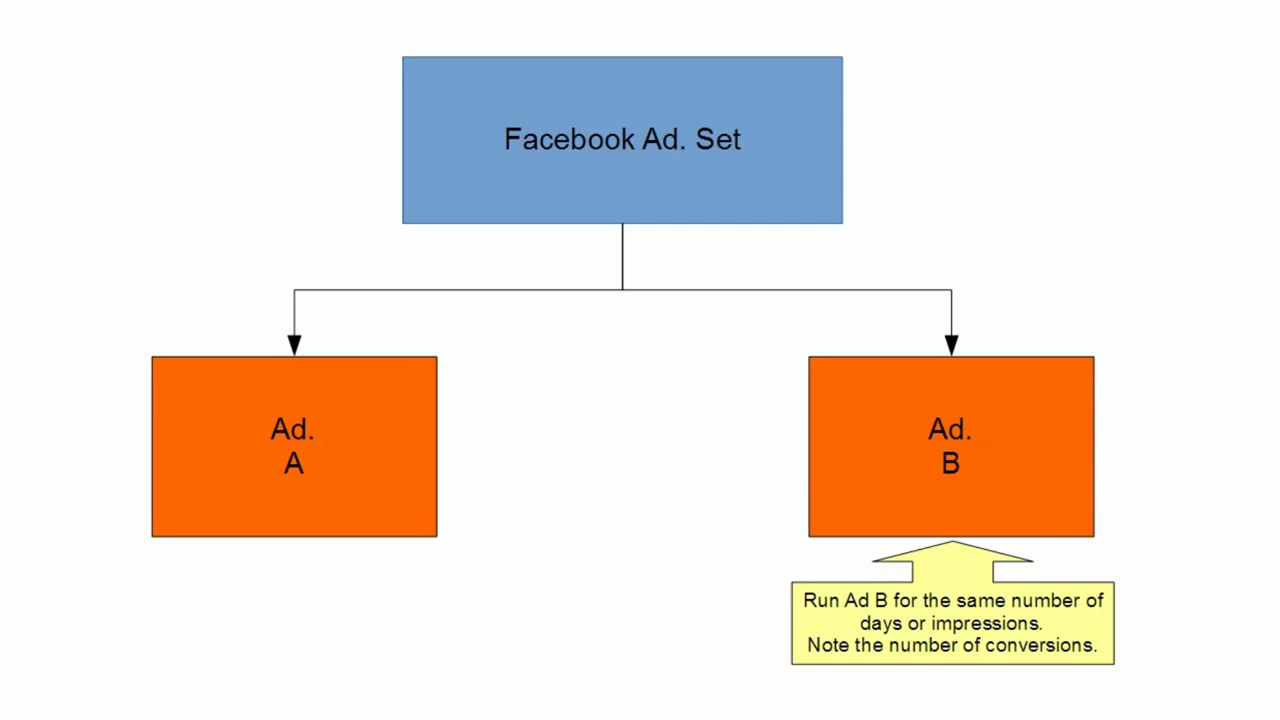 Facebook Ad. Set
Ad.
A
Ad.
B
Run Ad B for the same number of
days or impressions.
Note the number of conversions.